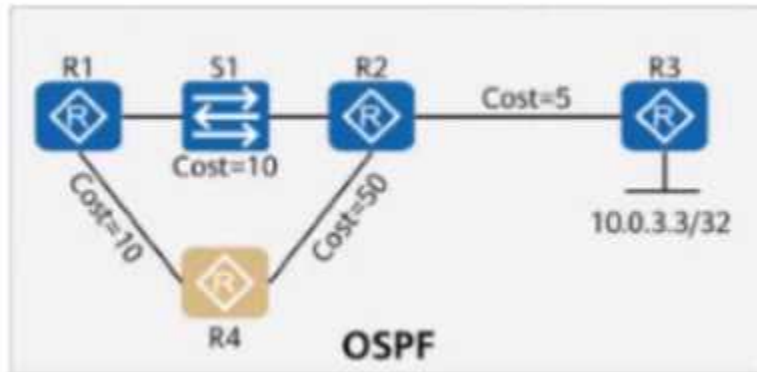 R1
S1
R2
R3
Cost=5
Cost=10
Cost=10
Cost=50
10.0.3.3/32
R4
OSPF
R
R
R
R